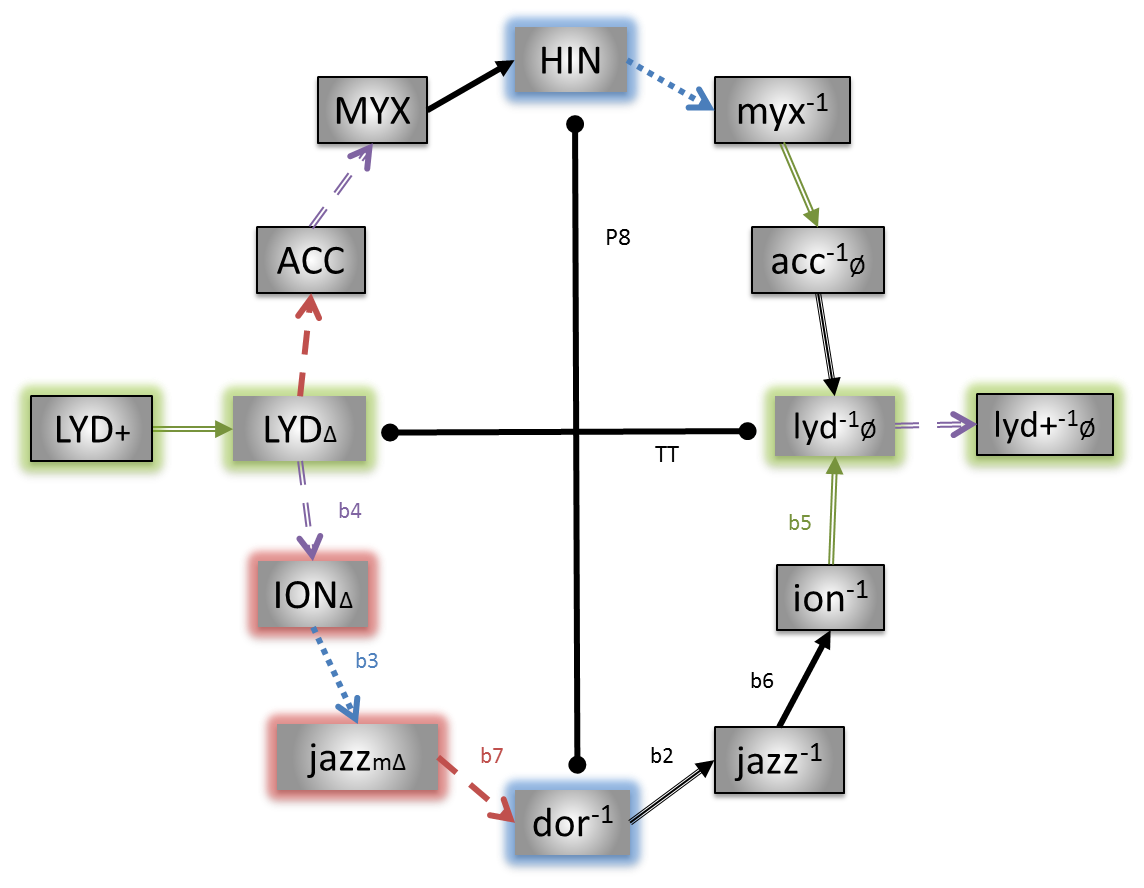 HIN
MYX
myx⁻¹
P8
ACC
acc⁻¹ø
LYD+
LYDΔ
lyd⁻¹ø
lyd+⁻¹ø
TT
b4
b5
IONΔ
ion⁻¹
b3
b6
jazzmΔ
b7
b2
jazz⁻¹
dor⁻¹